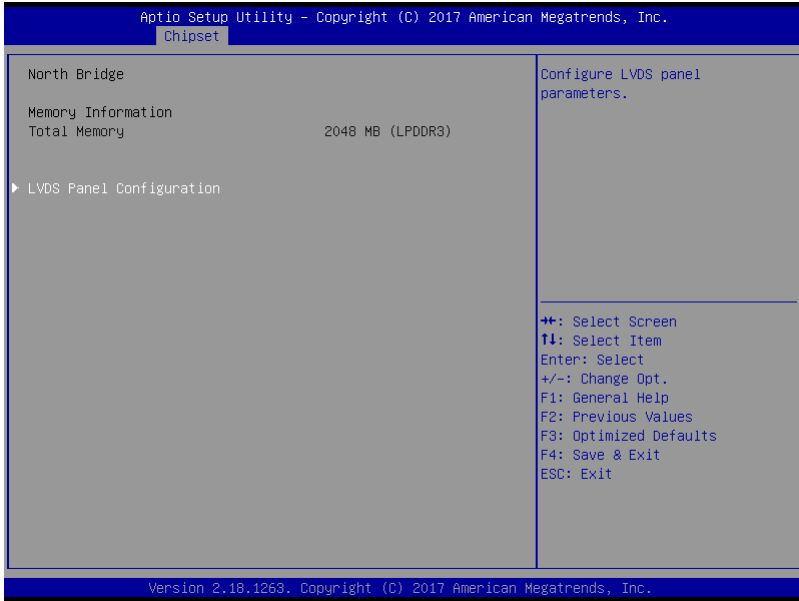 Aptio Setup Utility – Copyright (C) 2017 American Megatrends, Inc.
Chipset
North Bridge
Memory Information
Total Memory 2048 MB (LPDDR3)
▶ LVDS Panel Configuration
Configure LVDS panel
parameters.
→←: Select Screen
↑↓: Select Item
Enter: Select
+/-: Change Opt.
F1: General Help
F2: Previous Values
F3: Optimized Defaults
F4: Save & Exit
ESC: Exit
Version 2.18.1263. Copyright (C) 2017 American Megatrends, Inc.